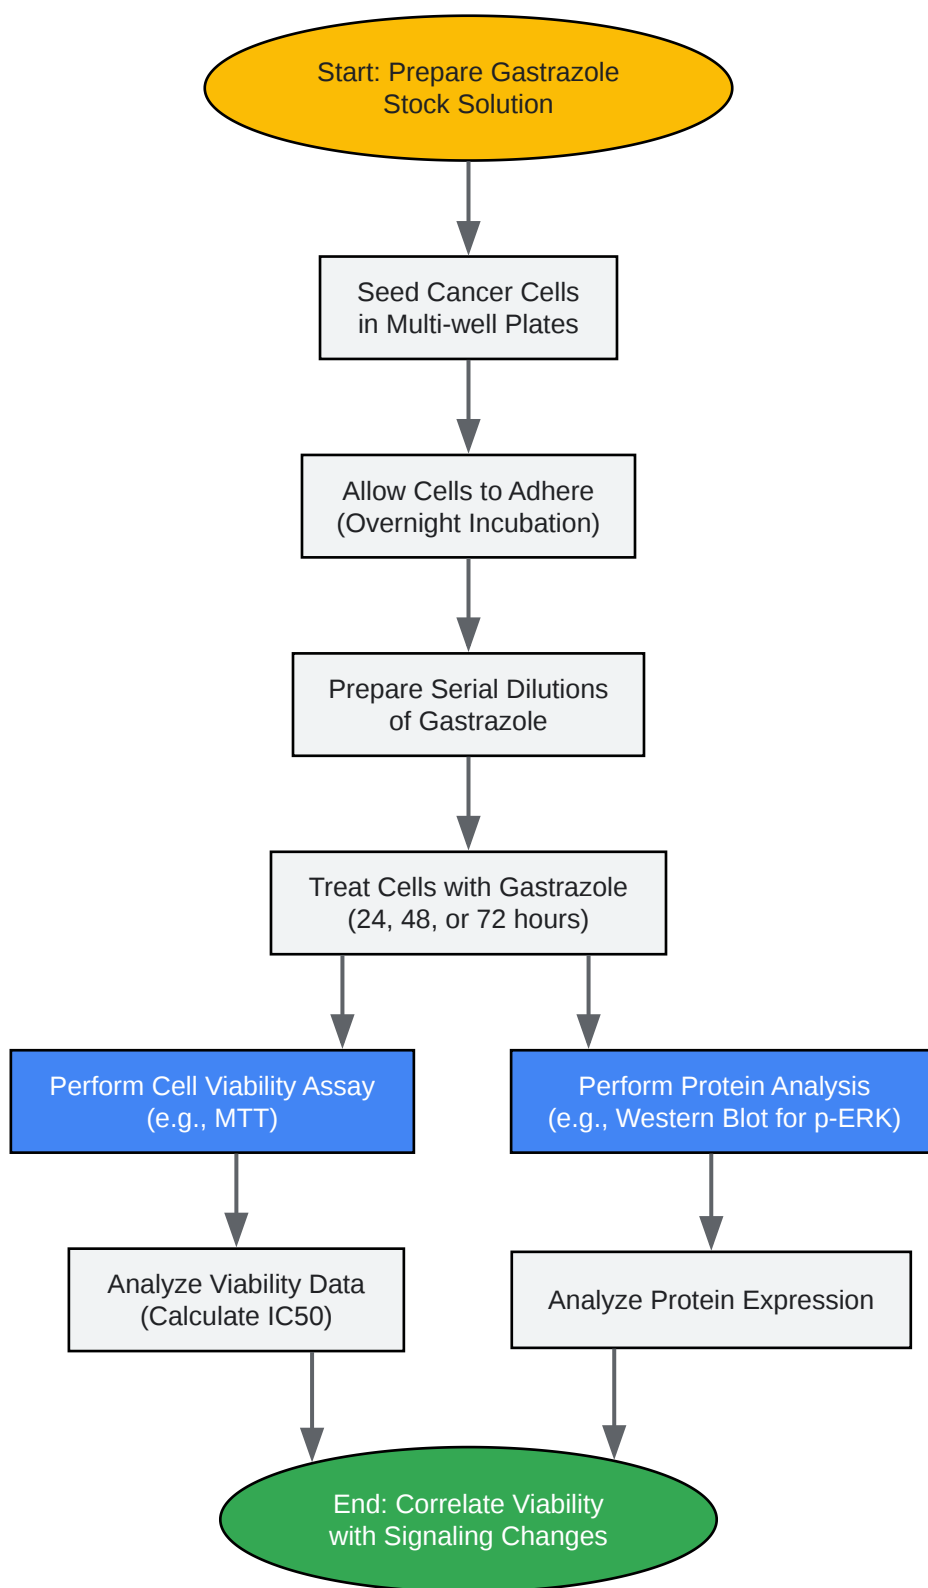 Start: Prepare Gastrazole
Stock Solution
Seed Cancer Cells
in Multi-well Plates
Allow Cells to Adhere
(Overnight Incubation)
Prepare Serial Dilutions
of Gastrazole
Treat Cells with Gastrazole
(24, 48, or 72 hours)
Perform Cell Viability Assay
(e.g., MTT)
Perform Protein Analysis
(e.g., Western Blot for p-ERK)
Analyze Viability Data
(Calculate IC50)
Analyze Protein Expression
End: Correlate Viability
with Signaling Changes